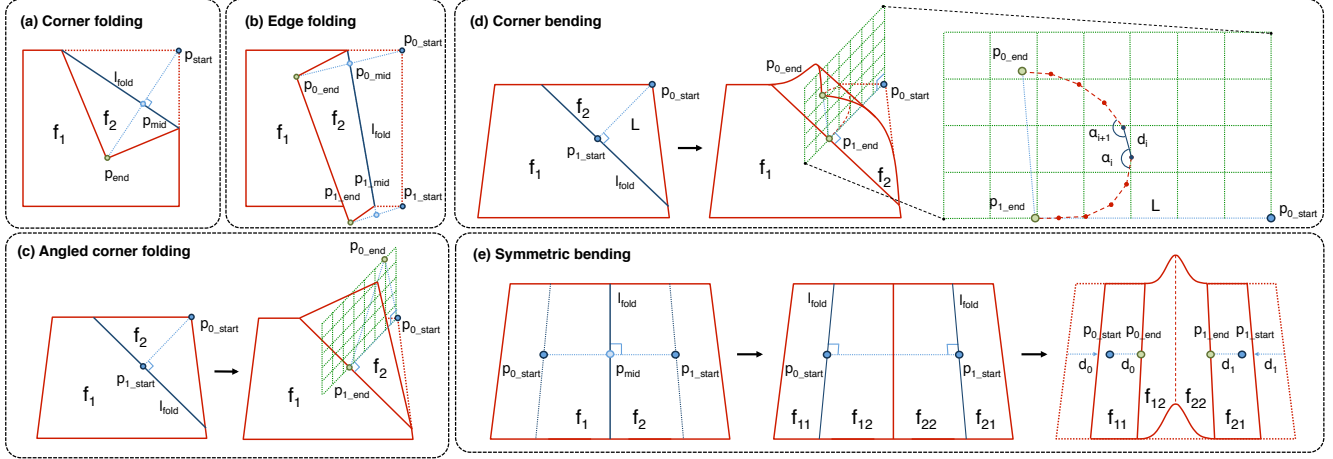 (a) Corner folding
p_start
l_fold
p_mid
f_2
f_1
p_end
(b) Edge folding
p_0_start
p_0_mid
p_0_end
f_2
f_1
l_fold
p_1_mid
p_1_end
p_1_start
(c) Angled corner folding
p_0_start
f_2
p_1_start
f_1
l_fold
p_0_end
p_0_start
f_2
f_1
p_1_end
(d) Corner bending
p_0_start
f_2
L
p_1_start
f_1
l_fold
p_0_end
p_0_start
p_1_end
f_1
f_2
p_0_end
α_i+1
d_i
α_i
p_1_end
L
p_0_start
(e) Symmetric bending
l_fold
p_0_start
p_mid
p_1_start
f_1
f_2
l_fold
l_fold
p_0_start
p_1_start
f_11
f_12
f_22
f_21
p_0_start
p_0_end
p_1_end
p_1_start
d_0
d_0
d_1
d_1
f_12
f_22
f_11
f_21